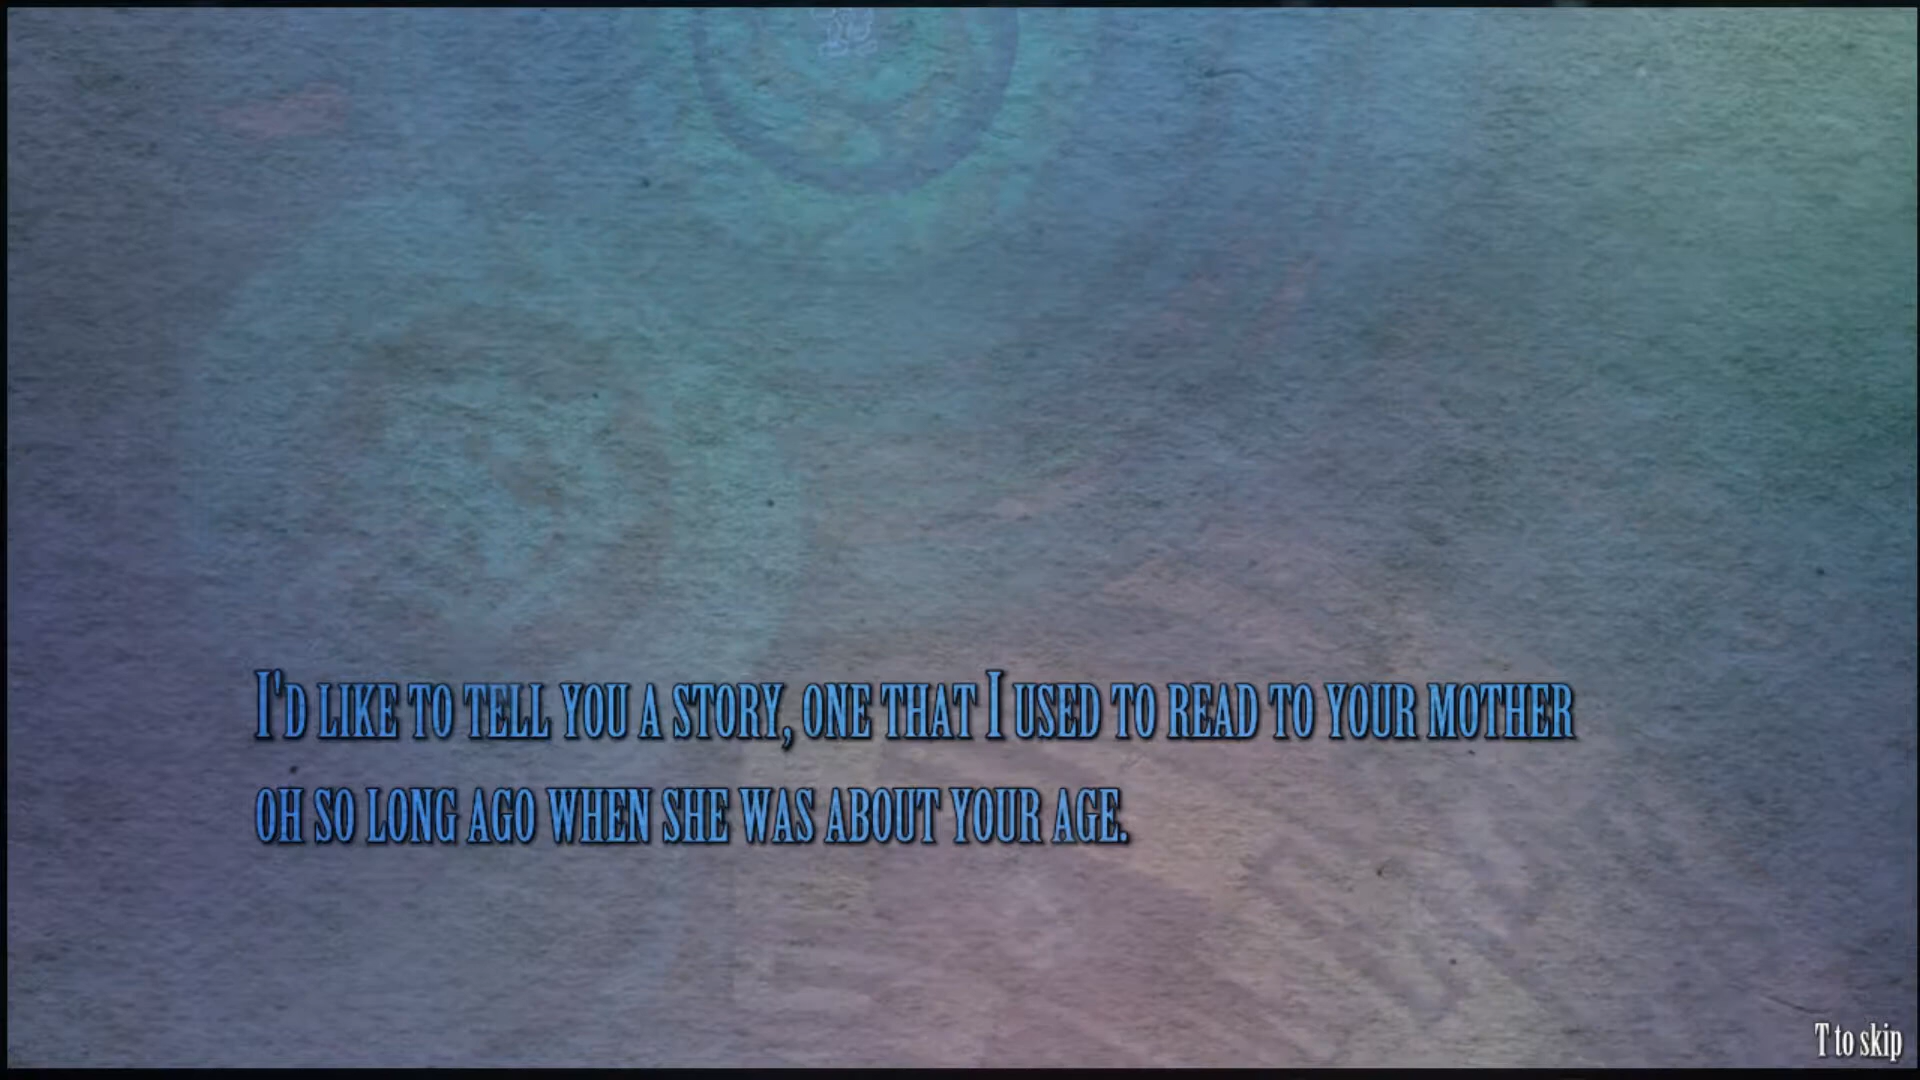 I'D LIKE TO TELL YOU A STORY, ONE THAT I USED TO READ TO YOUR MOTHER
OH SO LONG AGO WHEN SHE WAS ABOUT YOUR AGE.
T to skip